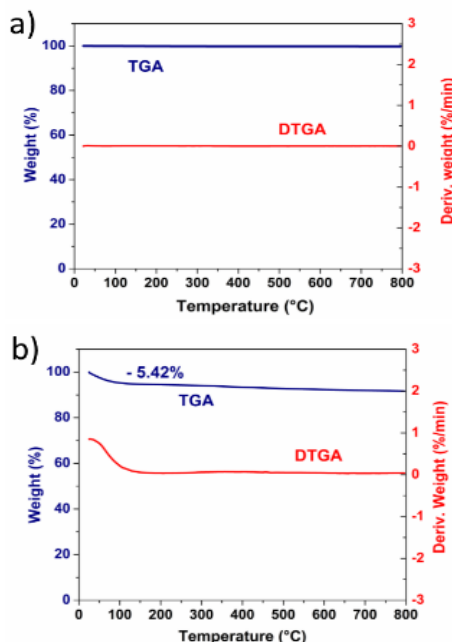 a)
3
100
TGA
2
80
Weight (%)
1
Deriv. weight (%/min)
60
DTGA
0
40
-1
20
-2
0
-3
0 100 200 300 400 500 600 700 800
Temperature (°C)
b)
3
100
- 5.42%
TGA
2
80
Weight (%)
1
Deriv. Weight (%/min)
60
DTGA
0
40
-1
20
-2
0
-3
0 100 200 300 400 500 600 700 800
Temperature (°C)